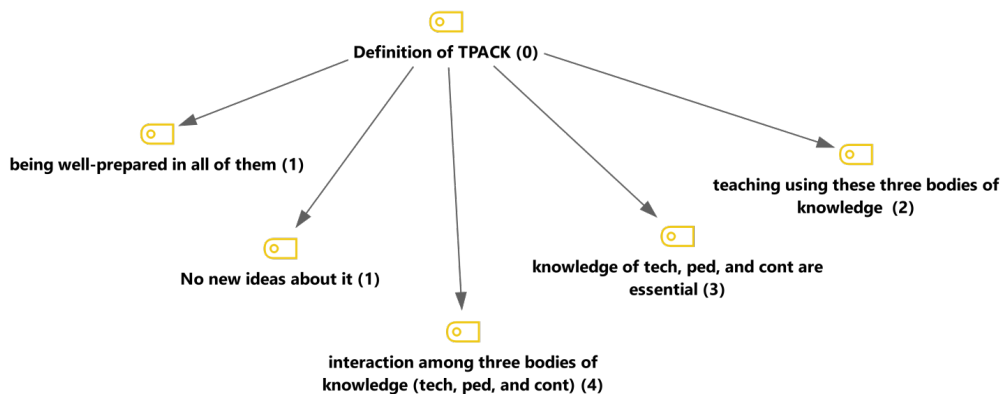 Definition of TPACK (0)
being well-prepared in all of them (1)
teaching using these three bodies of
knowledge (2)
No new ideas about it (1)
knowledge of tech, ped, and cont are
essential (3)
interaction among three bodies of
knowledge (tech, ped, and cont) (4)